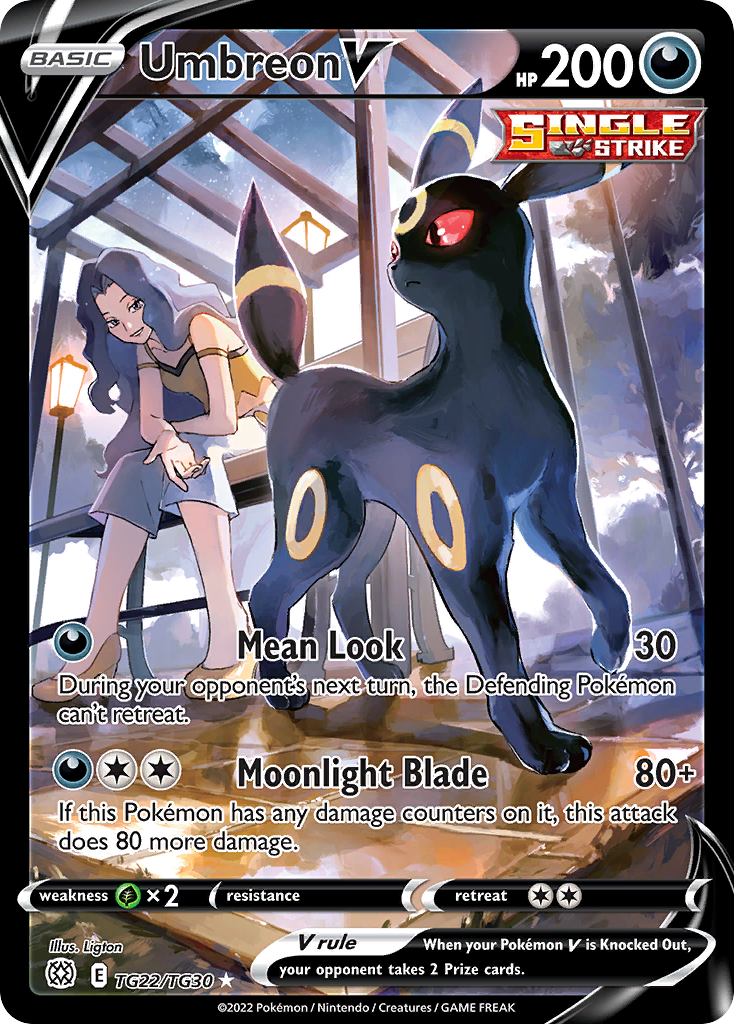 BASIC
Umbreon V
HP 200
SINGLE
STRIKE
Mean Look 30
During your opponent's next turn, the Defending Pokémon
can't retreat.
Moonlight Blade 80+
If this Pokémon has any damage counters on it, this attack
does 80 more damage.
weakness ×2 resistance retreat
Illus. Ligton
V rule
When your Pokémon V is Knocked Out,
your opponent takes 2 Prize cards.
E TG22/TG30
©2022 Pokémon / Nintendo / Creatures / GAME FREAK